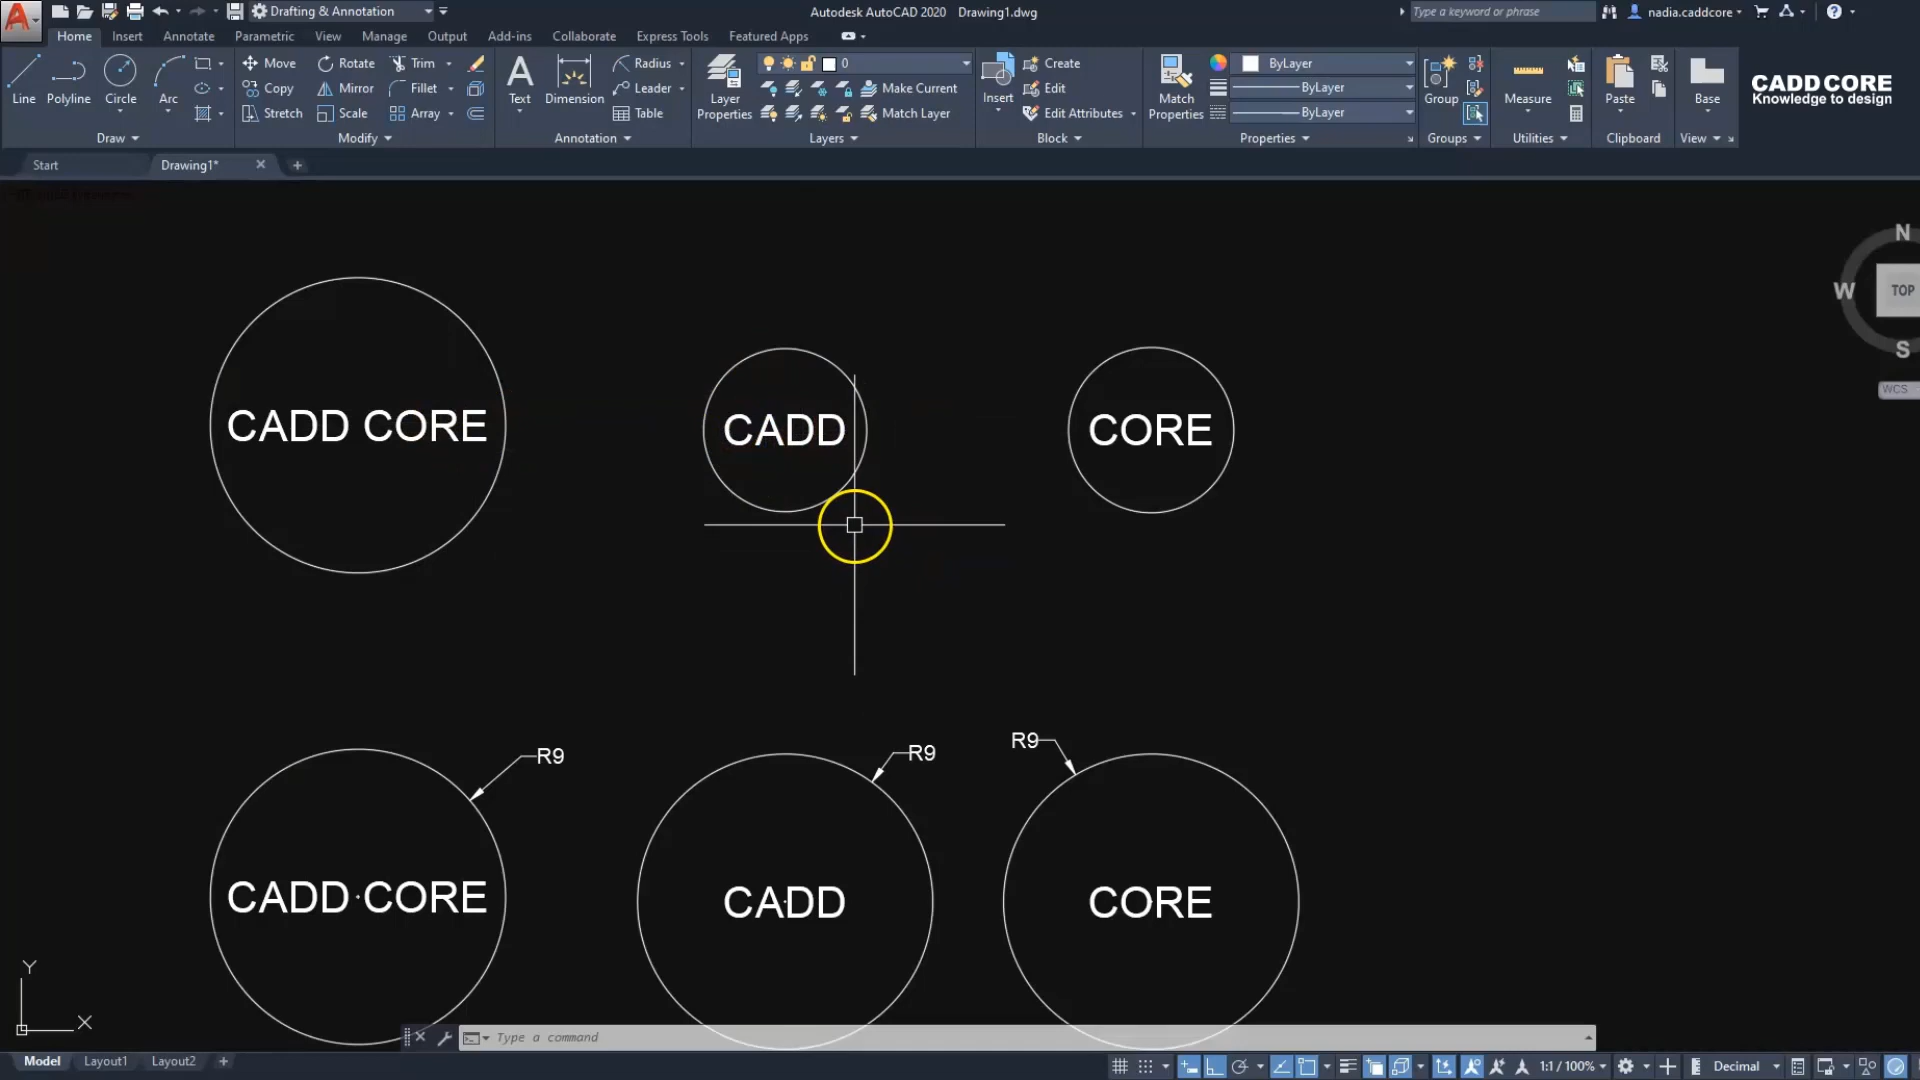 Drafting & Annotation
Autodesk AutoCAD 2020 Drawing1.dwg
Type a keyword or phrase
nadia.caddcore
Home Insert Annotate Parametric View Manage Output Add-ins Collaborate Express Tools Featured Apps
Line
Polyline
Circle
Arc
Draw
Move Rotate Trim
Copy Mirror Fillet
Stretch Scale Array
Modify
Text
Dimension
Radius
Leader
Table
Annotation
Layer
Properties
0
Make Current
Match Layer
Layers
Insert
Create
Edit
Edit Attributes
Block
Match
Properties
ByLayer
ByLayer
ByLayer
Properties
Group
Groups
Measure
Utilities
Paste
Clipboard
Base
View
CADD CORE
Knowledge to design
Start
Drawing1*
N
W
TOP
S
WCS
CADD CORE
CADD
CORE
R9
R9
R9
CADD CORE
CADD
CORE
Y
X
Type a command
Model Layout1 Layout2
1:1 / 100%
Decimal